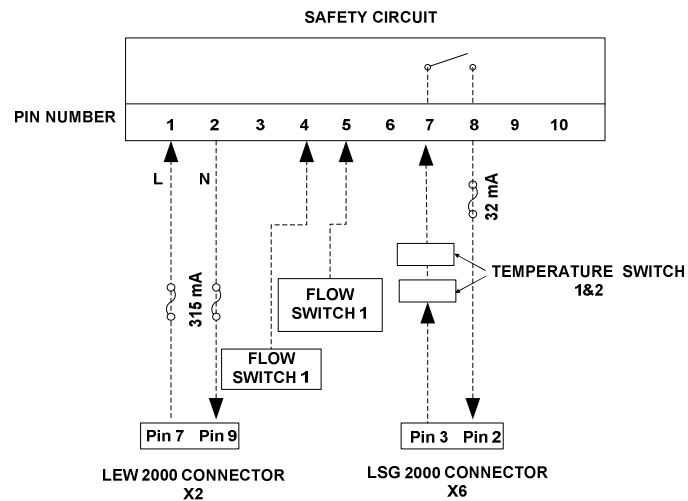 SAFETY CIRCUIT
PIN NUMBER
1 2 3 4 5 6 7 8 9 10
L N
32 mA
315 mA
TEMPERATURE SWITCH
1&2
FLOW
SWITCH 1
FLOW
SWITCH 1
Pin 7 Pin 9
Pin 3 Pin 2
LEW 2000 CONNECTOR
X2
LSG 2000 CONNECTOR
X6